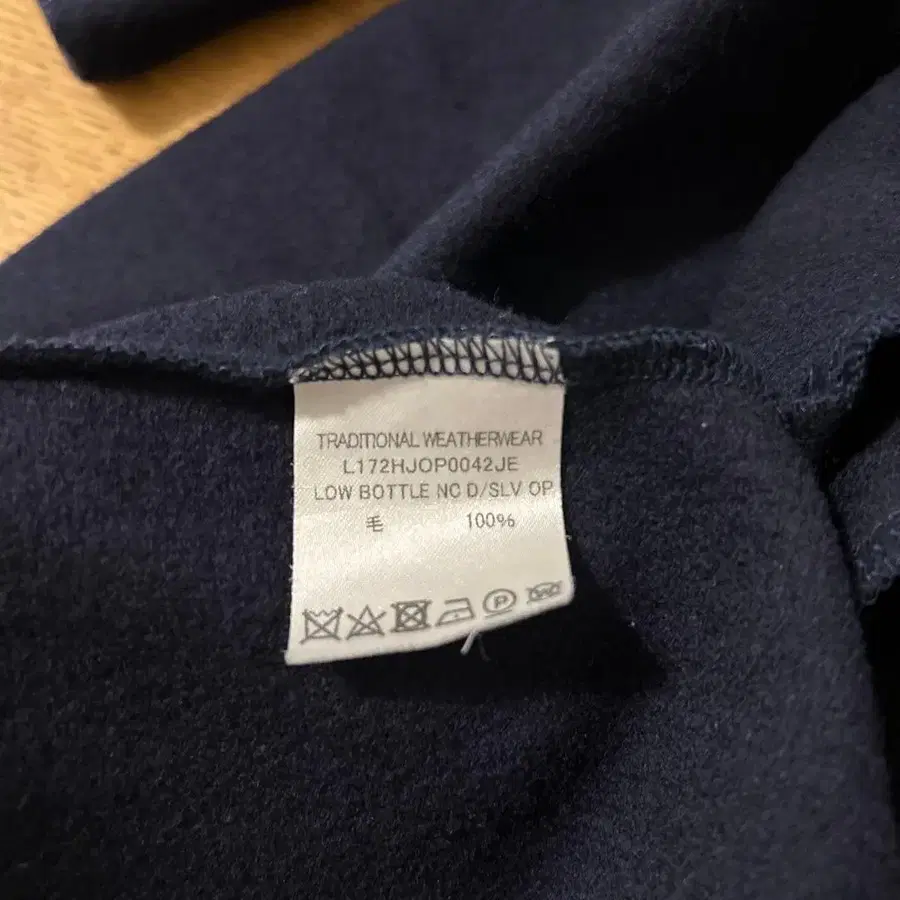 TRADITIONAL WEATHERWEAR
L172HJOP0042JE
LOW BOTTLE NC D/SLV OP
毛 100%
P